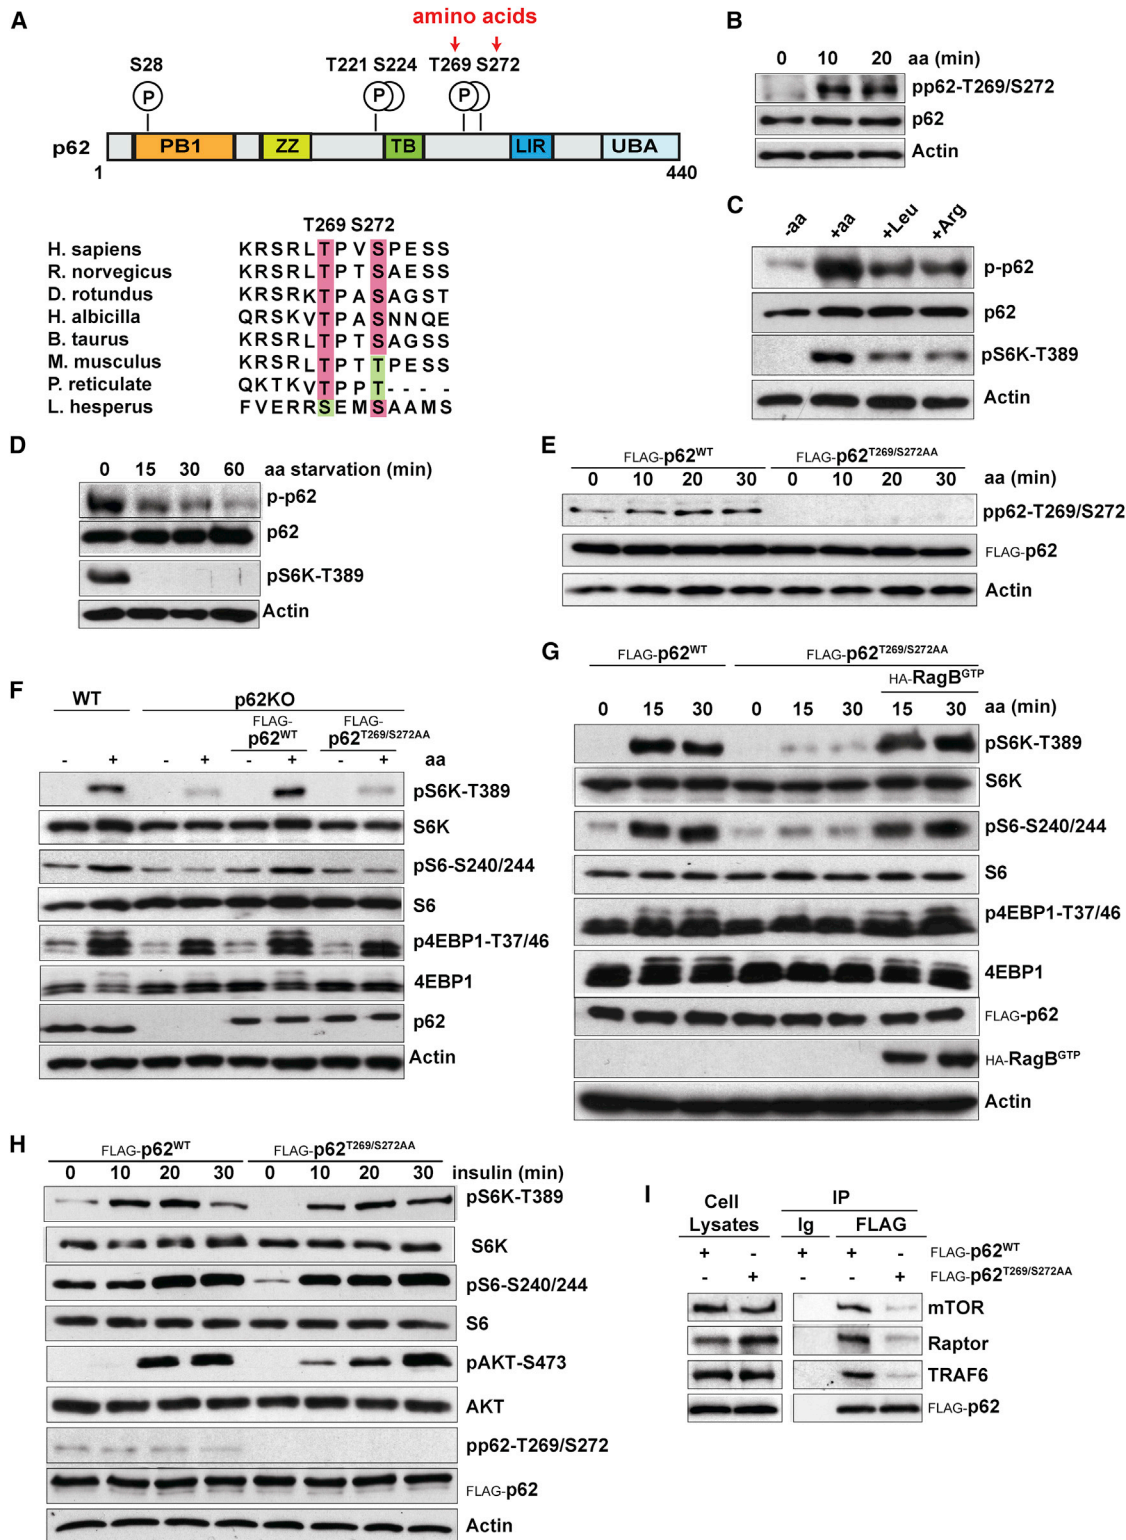 A
amino acids
S28 T221 S224 T269 S272
P P P
p62 PB1 ZZ TB LIR UBA
1 440
T269 S272
H. sapiens K R S R L T P V S P E S S
R. norvegicus K R S R L T P T S A E S S
D. rotundus K R S R K T P A S A G S T
H. albicilla Q R S K V T P A S N N Q E
B. taurus K R S R L T P T S A G S S
M. musculus K R S R L T P T T P E S S
P. reticulate Q K T K V T P P T - - - -
L. hesperus F V E R R S E M S A A M S
B
0 10 20 aa (min)
pp62-T269/S272
p62
Actin
C
-aa +aa +Leu +Arg
p-p62
p62
pS6K-T389
Actin
D
0 15 30 60 aa starvation (min)
p-p62
p62
pS6K-T389
Actin
E
FLAG-p62WT FLAG-p62T269/S272AA
0 10 20 30 0 10 20 30 aa (min)
pp62-T269/S272
FLAG-p62
Actin
F
WT p62KO
FLAG-p62WT FLAG-p62T269/S272AA
- + - + - + - + aa
pS6K-T389
S6K
pS6-S240/244
S6
p4EBP1-T37/46
4EBP1
p62
Actin
G
FLAG-p62WT FLAG-p62T269/S272AA
HA-RagBGTP
0 15 30 0 15 30 15 30 aa (min)
pS6K-T389
S6K
pS6-S240/244
S6
p4EBP1-T37/46
4EBP1
FLAG-p62
HA-RagBGTP
Actin
H
FLAG-p62WT FLAG-p62T269/S272AA
0 10 20 30 0 10 20 30 insulin (min)
pS6K-T389
S6K
pS6-S240/244
S6
pAKT-S473
AKT
pp62-T269/S272
FLAG-p62
Actin
I
Cell Lysates IP
Ig FLAG
+ - + + - FLAG-p62WT
- + - - + FLAG-p62T269/S272AA
mTOR
Raptor
TRAF6
FLAG-p62